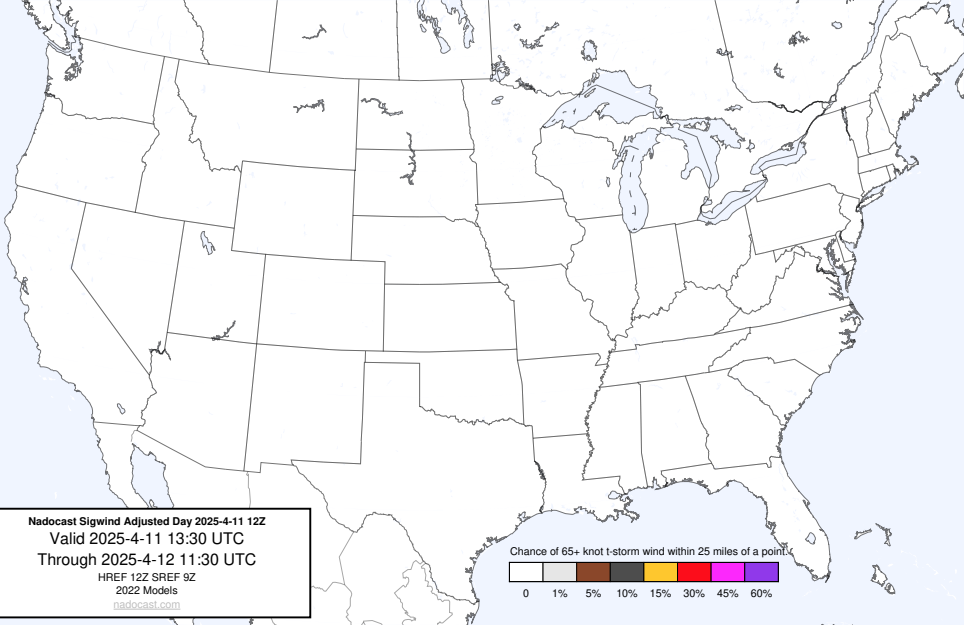 Nadocast Sigwind Adjusted Day 2025-4-11 12Z
Valid 2025-4-11 13:30 UTC
Through 2025-4-12 11:30 UTC
HREF 12Z SREF 9Z
2022 Models
nadocast.com
Chance of 65+ knot t-storm wind within 25 miles of a point.
0 1% 5% 10% 15% 30% 45% 60%